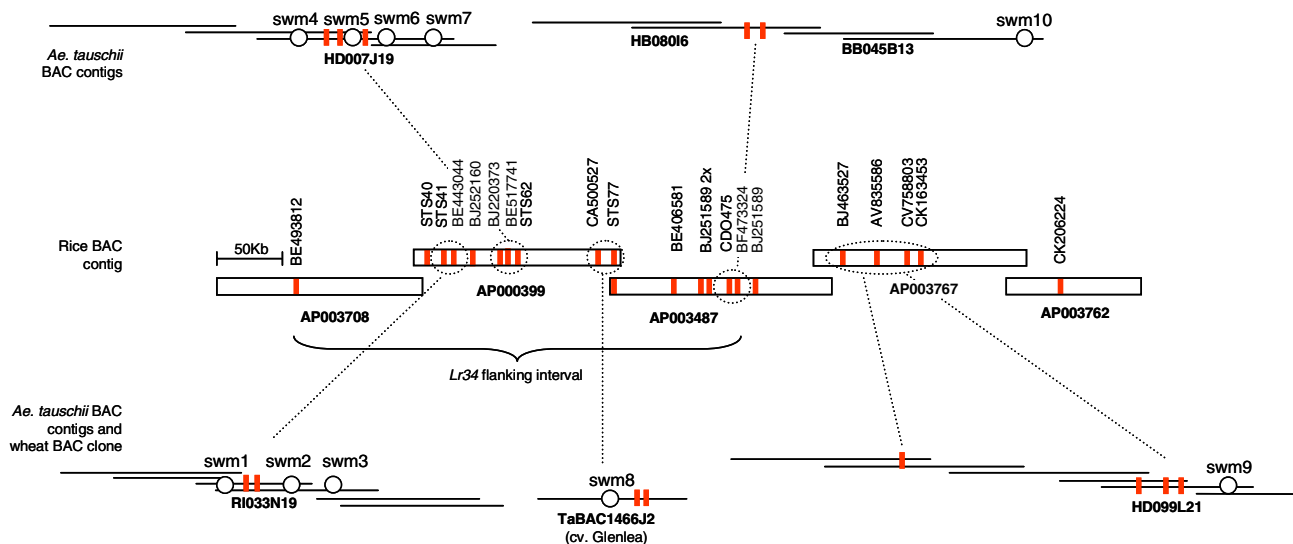 swm4 swm5 swm6 swm7
swm10
HD007J19
HB080I6
BB045B13
Ae. tauschii
BAC contigs
BE493812
STS40
STS41
BE443044
BJ252160
BJ220373
BE517741
STS62
CA500527
STS77
BE406581
BJ251589 2x
CDO475
BF473324
BJ251589
BJ463527
AV835586
CV758803
CK163453
CK206224
Rice BAC
contig
50Kb
AP003708
AP000399
AP003487
AP003767
AP003762
Lr34 flanking interval
Ae. tauschii BAC
contigs and
wheat BAC clone
swm1 swm2 swm3
RI033N19
swm8
TaBAC1466J2
(cv. Glenlea)
swm9
HD099L21